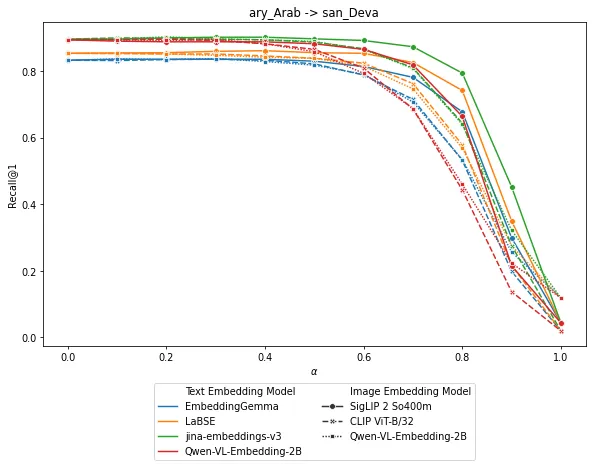 ary_Arab -> san_Deva
Recall@1
0.8
0.6
0.4
0.2
0.0
0.0 0.2 0.4 0.6 0.8 1.0
α
Text Embedding Model
EmbeddingGemma
LaBSE
jina-embeddings-v3
Qwen-VL-Embedding-2B
Image Embedding Model
SigLIP 2 So400m
CLIP ViT-B/32
Qwen-VL-Embedding-2B